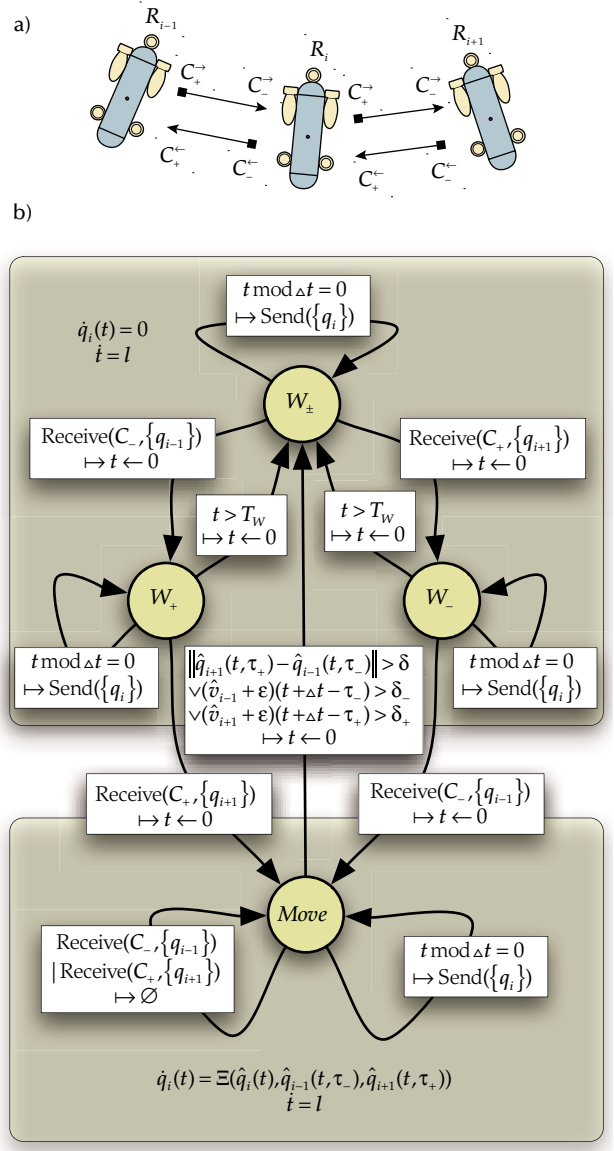 a)
R_{i−1}
R_i
R_{i+1}
C_+^→
C_−^→
C_+^→
C_−^→
C_+^←
C_−^←
C_+^←
C_−^←
b)
t mod △t = 0
↦ Send({q_i})
q̇_i(t) = 0
ṫ = l
W_±
Receive(C_−,{q_{i−1}})
↦ t ← 0
Receive(C_+,{q_{i+1}})
↦ t ← 0
t > T_W
↦ t ← 0
t > T_W
↦ t ← 0
W_+
W_−
t mod △t = 0
↦ Send({q_i})
‖q̂_{i+1}(t,τ_+) − q̂_{i−1}(t,τ_−)‖ > δ
∨(v̂_{i−1} + ε)(t + △t − τ_−) > δ_−
∨(v̂_{i+1} + ε)(t + △t − τ_+) > δ_+
↦ t ← 0
t mod △t = 0
↦ Send({q_i})
Receive(C_+,{q_{i+1}})
↦ t ← 0
Receive(C_−,{q_{i−1}})
↦ t ← 0
Move
Receive(C_−,{q_{i−1}})
| Receive(C_+,{q_{i+1}})
↦ ∅
t mod △t = 0
↦ Send({q_i})
q̇_i(t) = Ξ(q̂_i(t), q̂_{i−1}(t,τ_−), q̂_{i+1}(t,τ_+))
ṫ = l